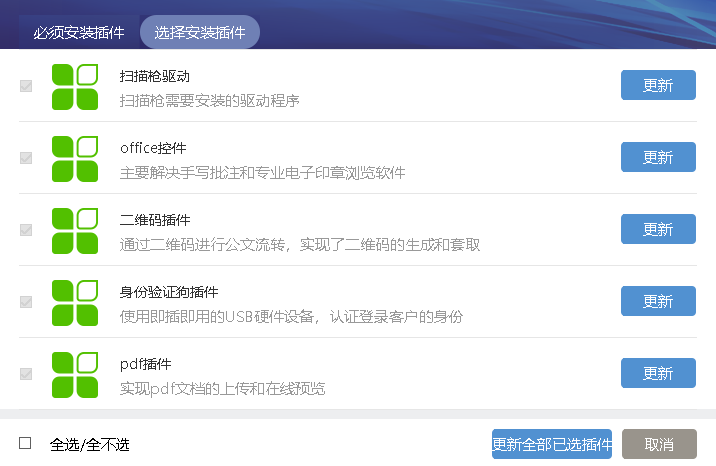 必须安装插件 选择安装插件
扫描枪驱动
扫描枪需要安装的驱动程序
更新
office控件
主要解决手写批注和专业电子印章浏览软件
更新
二维码插件
通过二维码进行公文流转，实现了二维码的生成和套取
更新
身份验证狗插件
使用即插即用的USB硬件设备，认证登录客户的身份
更新
pdf插件
实现pdf文档的上传和在线预览
更新
全选/全不选 更新全部已选插件 取消